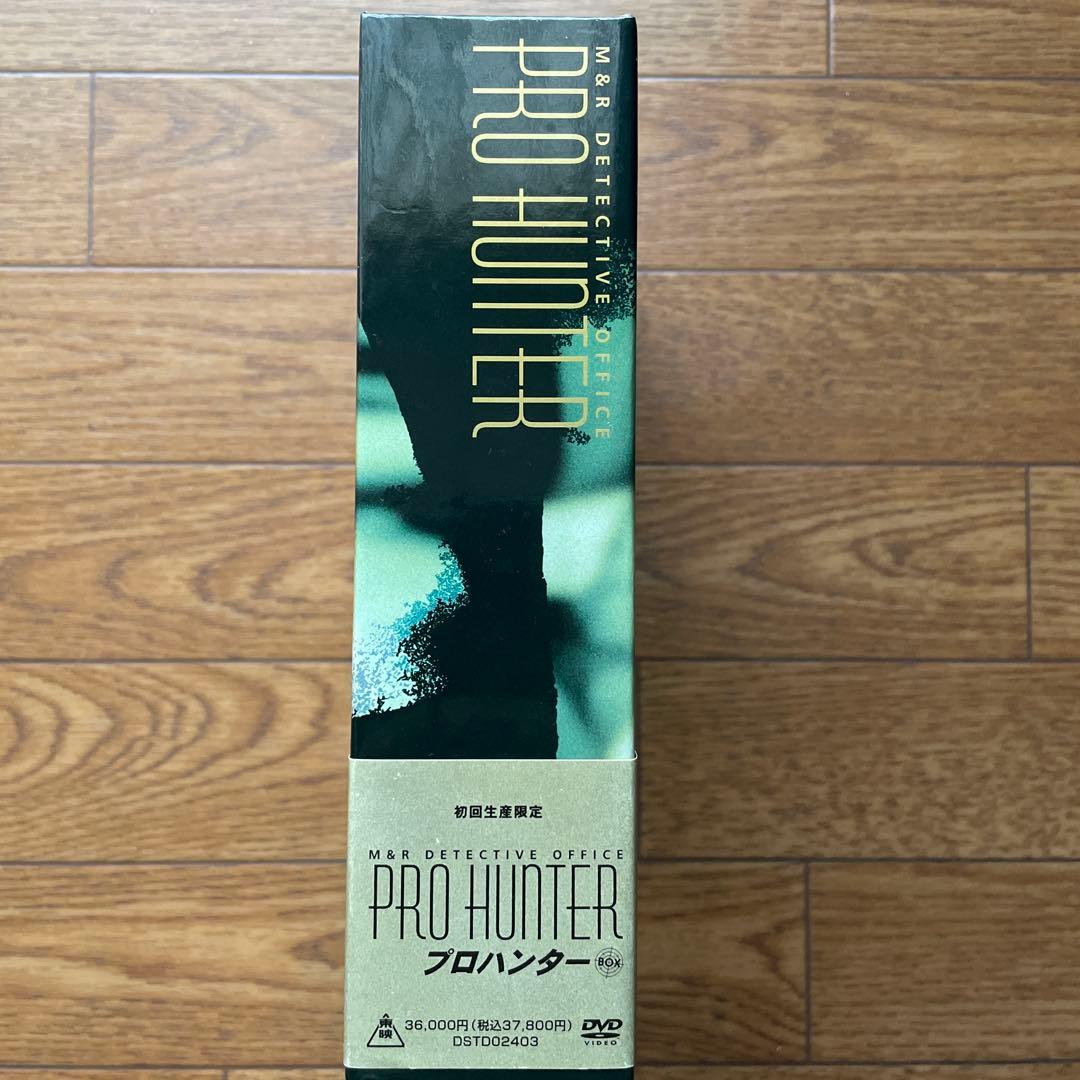 M&R DETECTIVE OFFICE
PRO HUNTER
初回生産限定
M&R DETECTIVE OFFICE
PRO HUNTER
プロハンター BOX
東映
36,000円(税込37,800円)
DSTD02403
DVD
VIDEO